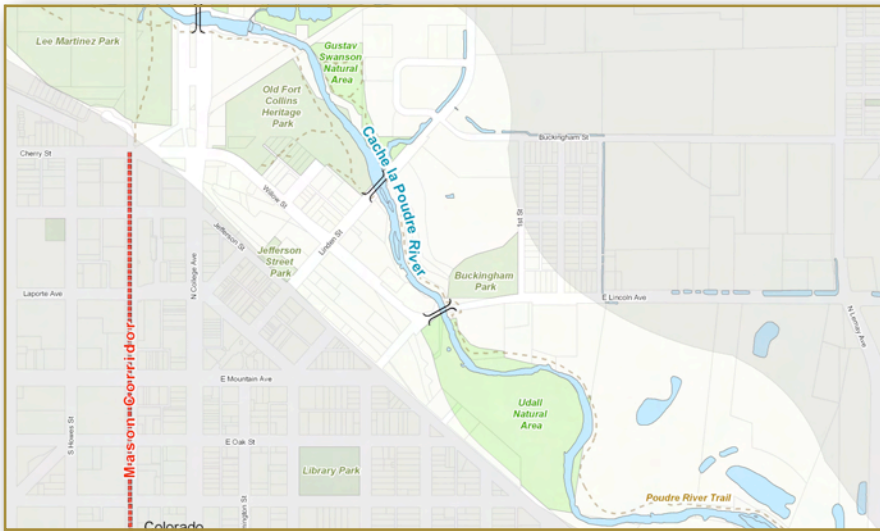 Lee Martinez Park
Gustav
Swanson
Natural
Area
Old Fort
Collins
Heritage
Park
Cache la Poudre River
Buckingham St
Cherry St
Willow St
Jefferson St
Linden St
1st St
N College Ave
Jefferson
Street
Park
Buckingham
Park
Laporte Ave
E Lincoln Ave
N Lemay Ave
Mason Corridor
E Mountain Ave
Udall
Natural
Area
S Howes St
E Oak St
Library Park
Poudre River Trail
Colorado